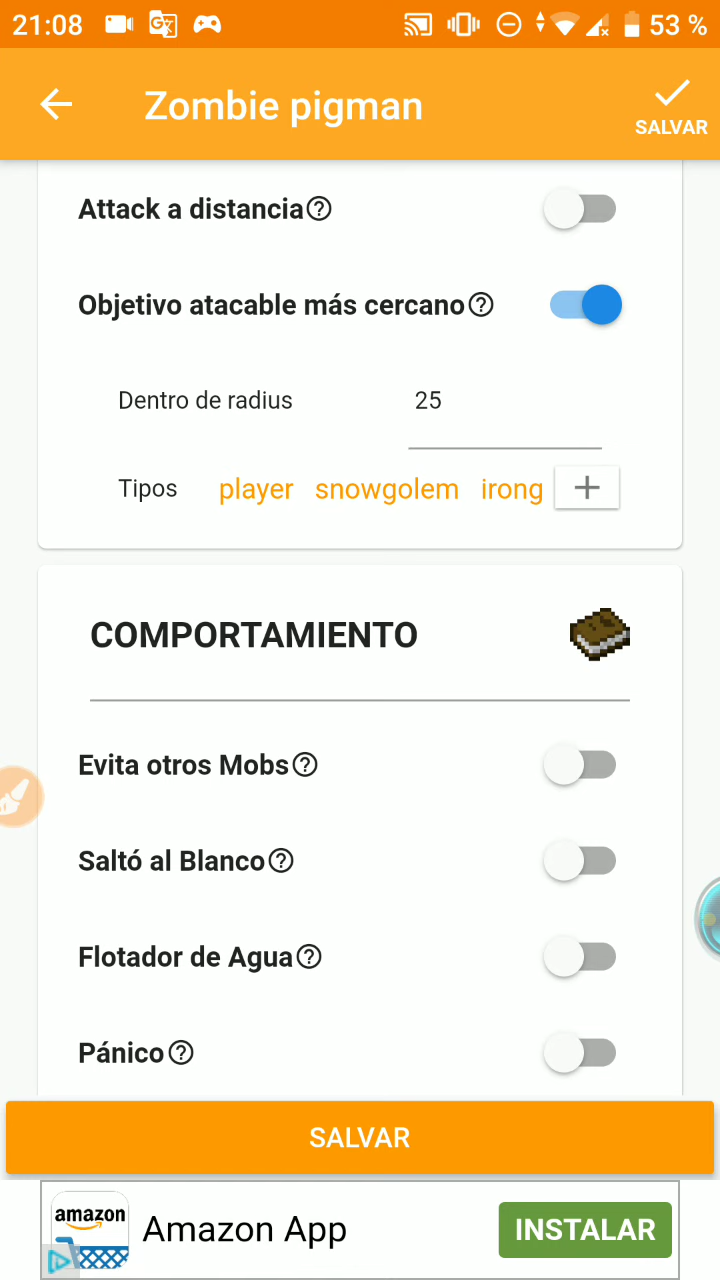 21:08 53 %
Zombie pigman
SALVAR
Attack a distancia
Objetivo atacable más cercano
Dentro de radius 25
Tipos player snowgolem irong +
COMPORTAMIENTO
Evita otros Mobs
Saltó al Blanco
Flotador de Agua
Pánico
SALVAR
amazon
Amazon App
INSTALAR